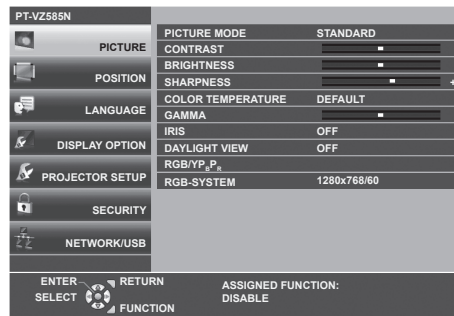 PT-VZ585N
PICTURE
POSITION
LANGUAGE
DISPLAY OPTION
PROJECTOR SETUP
SECURITY
NETWORK/USB
PICTURE MODE STANDARD
CONTRAST
BRIGHTNESS
SHARPNESS +
COLOR TEMPERATURE DEFAULT
GAMMA
IRIS OFF
DAYLIGHT VIEW OFF
RGB/YPBPR
RGB-SYSTEM 1280x768/60
ENTER RETURN
SELECT
FUNCTION
ASSIGNED FUNCTION:
DISABLE